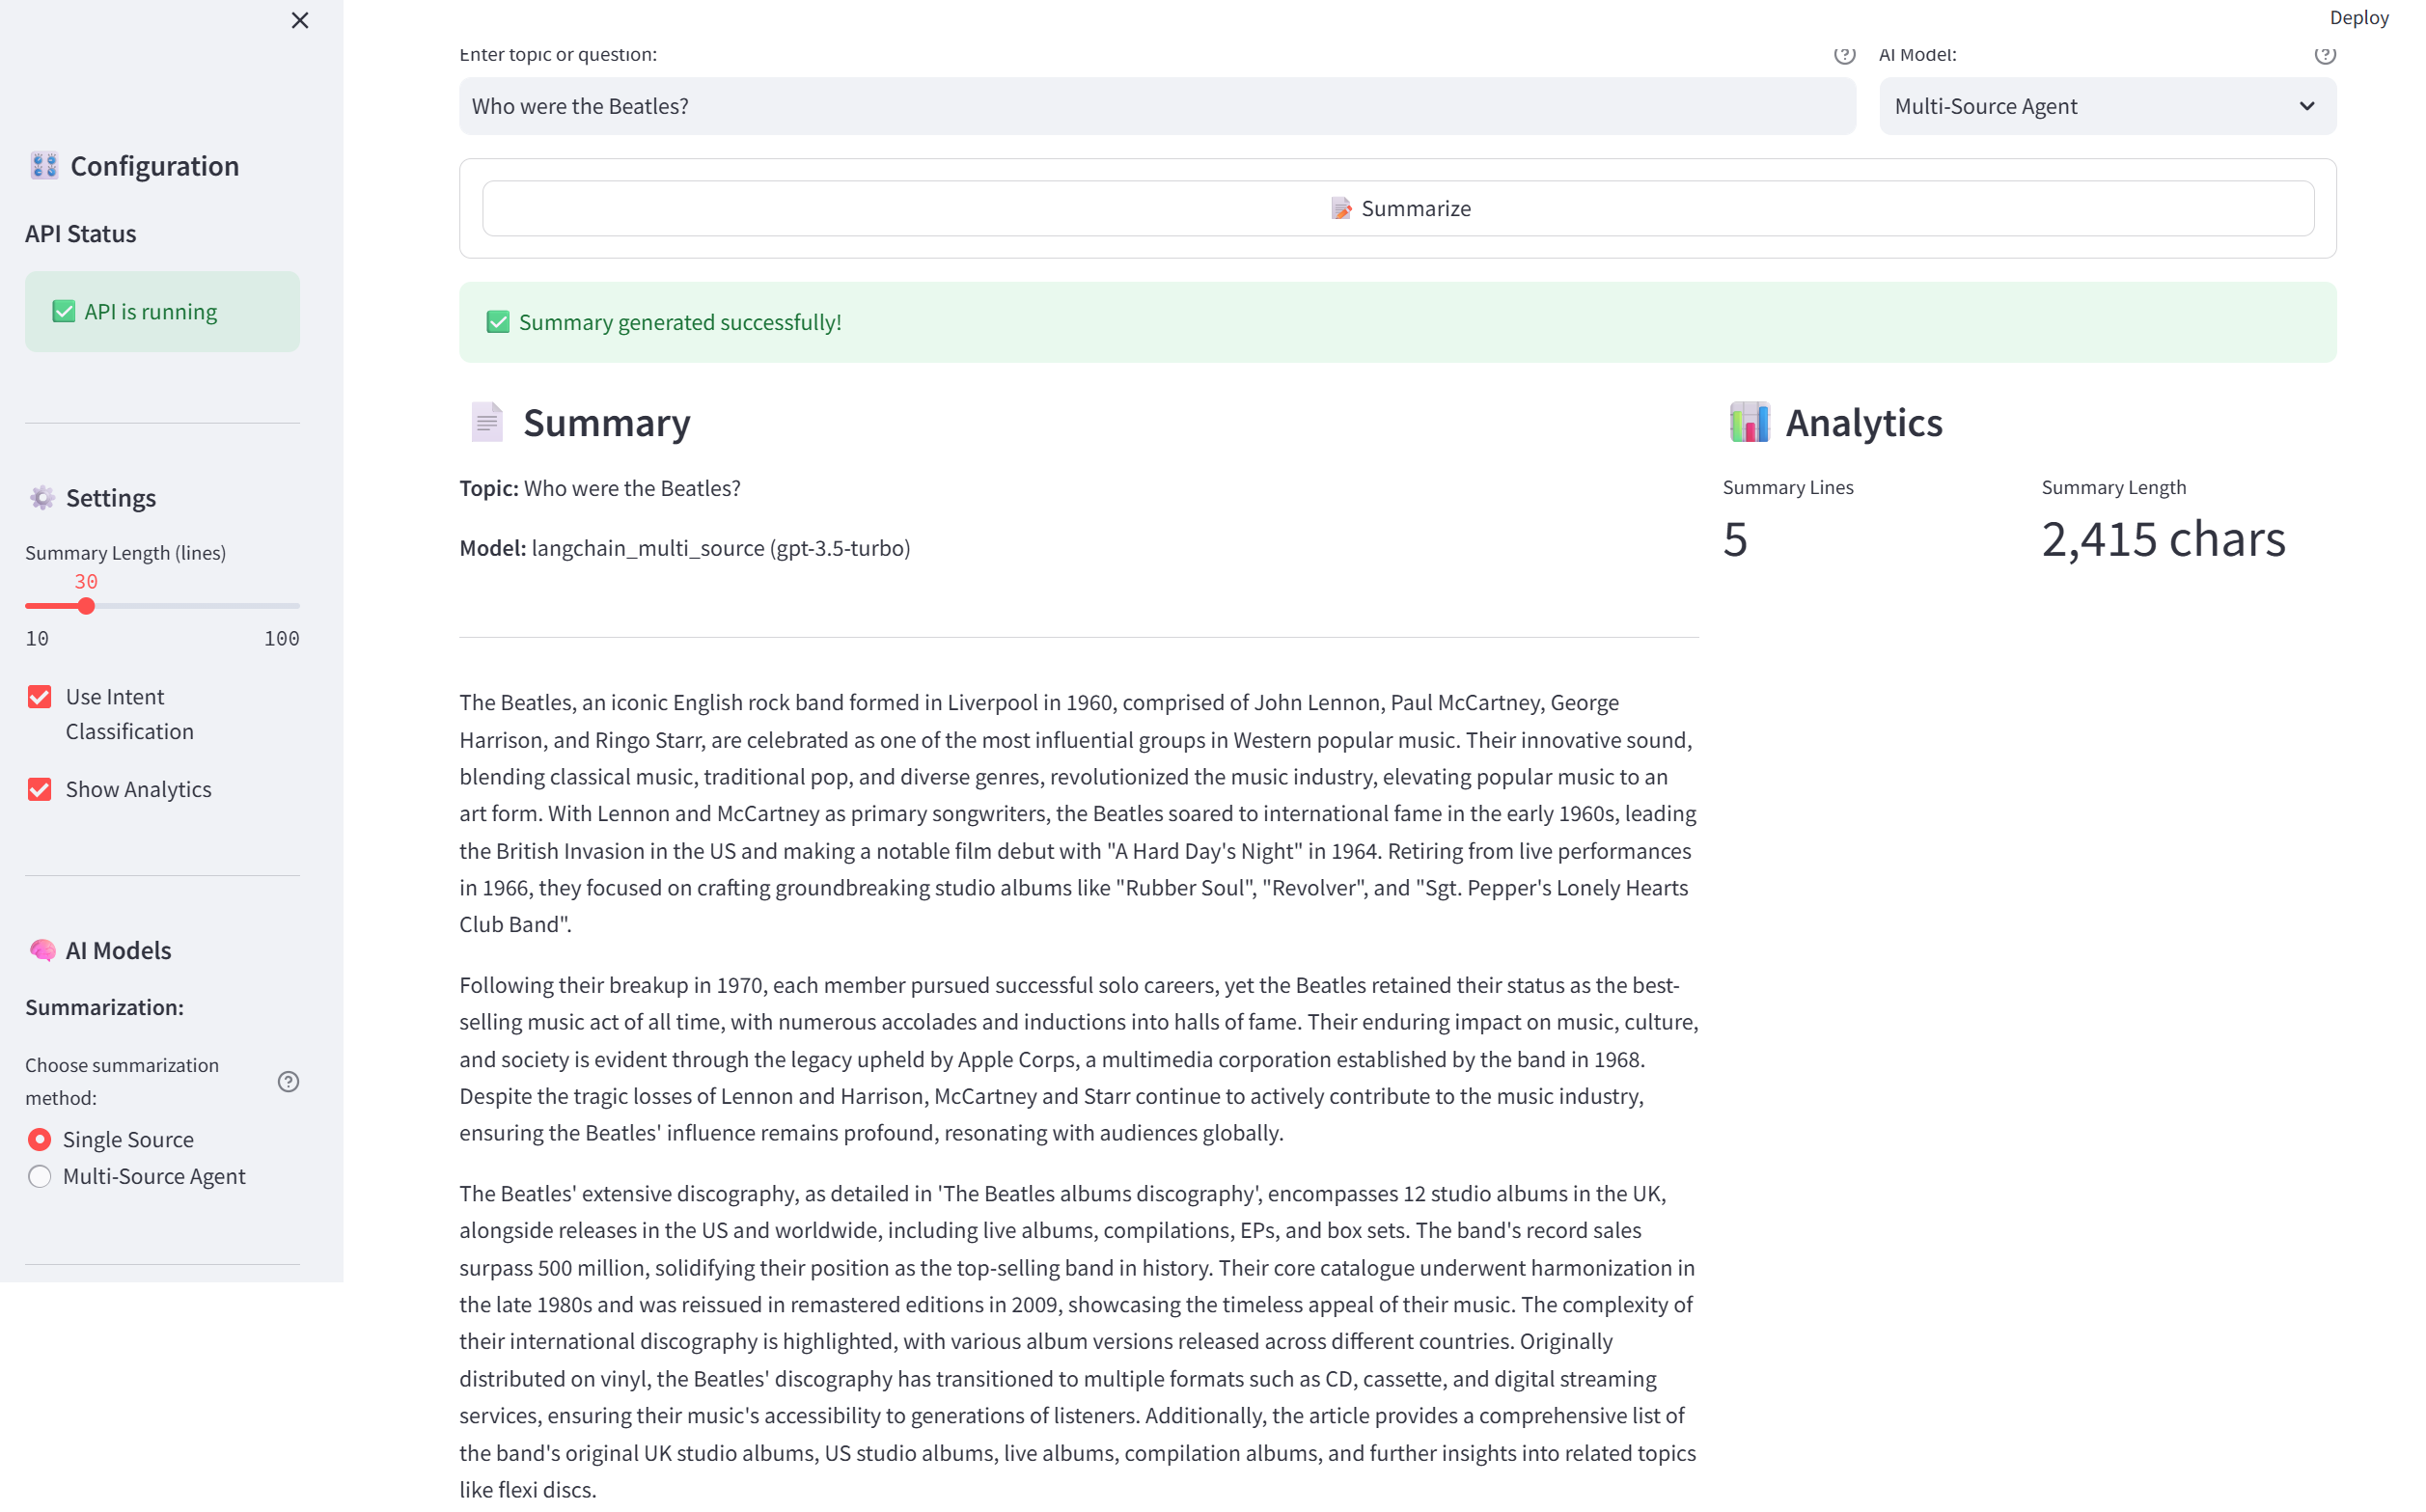 Deploy
Configuration
API Status
API is running
Settings
Summary Length (lines)
30
10 100
Use Intent
Classification
Show Analytics
AI Models
Summarization:
Choose summarization
method:
Single Source
Multi-Source Agent
Enter topic or question:
Who were the Beatles?
AI Model:
Multi-Source Agent
Summarize
Summary generated successfully!
Summary
Topic: Who were the Beatles?
Model: langchain_multi_source (gpt-3.5-turbo)
Analytics
Summary Lines
5
Summary Length
2,415 chars
The Beatles, an iconic English rock band formed in Liverpool in 1960, comprised of John Lennon, Paul McCartney, George
Harrison, and Ringo Starr, are celebrated as one of the most influential groups in Western popular music. Their innovative sound,
blending classical music, traditional pop, and diverse genres, revolutionized the music industry, elevating popular music to an
art form. With Lennon and McCartney as primary songwriters, the Beatles soared to international fame in the early 1960s, leading
the British Invasion in the US and making a notable film debut with "A Hard Day's Night" in 1964. Retiring from live performances
in 1966, they focused on crafting groundbreaking studio albums like "Rubber Soul", "Revolver", and "Sgt. Pepper's Lonely Hearts
Club Band".
Following their breakup in 1970, each member pursued successful solo careers, yet the Beatles retained their status as the best-
selling music act of all time, with numerous accolades and inductions into halls of fame. Their enduring impact on music, culture,
and society is evident through the legacy upheld by Apple Corps, a multimedia corporation established by the band in 1968.
Despite the tragic losses of Lennon and Harrison, McCartney and Starr continue to actively contribute to the music industry,
ensuring the Beatles' influence remains profound, resonating with audiences globally.
The Beatles' extensive discography, as detailed in 'The Beatles albums discography', encompasses 12 studio albums in the UK,
alongside releases in the US and worldwide, including live albums, compilations, EPs, and box sets. The band's record sales
surpass 500 million, solidifying their position as the top-selling band in history. Their core catalogue underwent harmonization in
the late 1980s and was reissued in remastered editions in 2009, showcasing the timeless appeal of their music. The complexity of
their international discography is highlighted, with various album versions released across different countries. Originally
distributed on vinyl, the Beatles' discography has transitioned to multiple formats such as CD, cassette, and digital streaming
services, ensuring their music's accessibility to generations of listeners. Additionally, the article provides a comprehensive list of
the band's original UK studio albums, US studio albums, live albums, compilation albums, and further insights into related topics
like flexi discs.